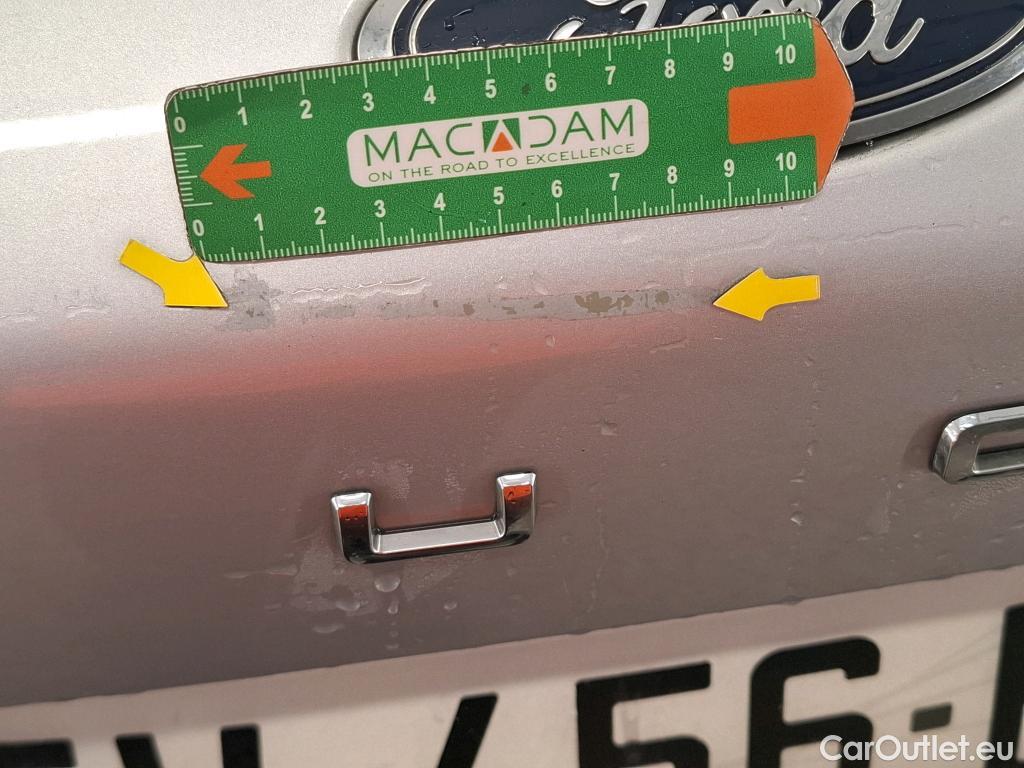 Ford
0 1 2 3 4 5 6 7 8 9 10
MACADAM
ON THE ROAD TO EXCELLENCE
0 1 2 3 4 5 6 7 8 9 10
U
456-
CarOutlet.eu